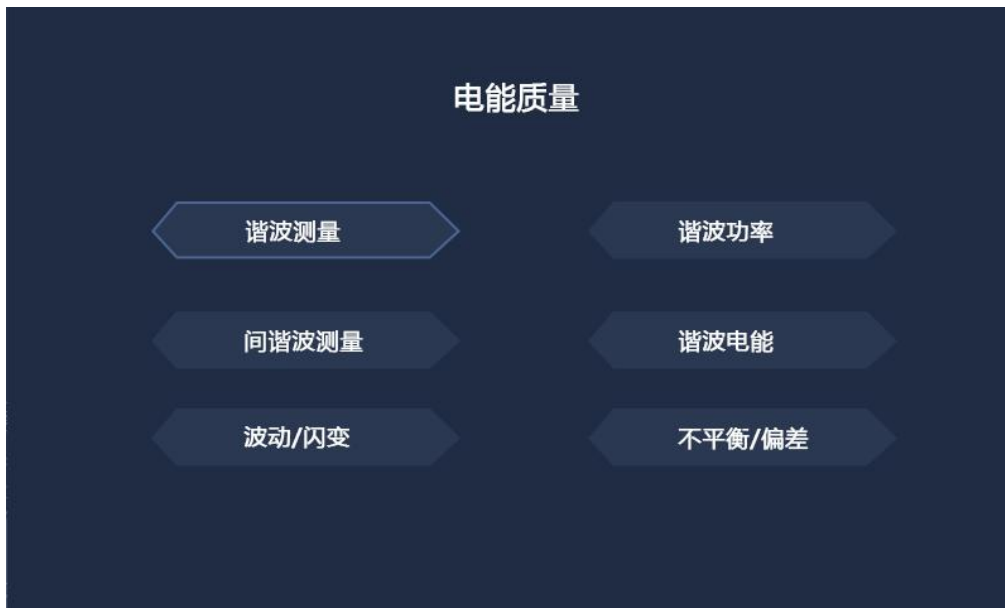 电能质量
谐波测量
谐波功率
间谐波测量
谐波电能
波动/闪变
不平衡/偏差